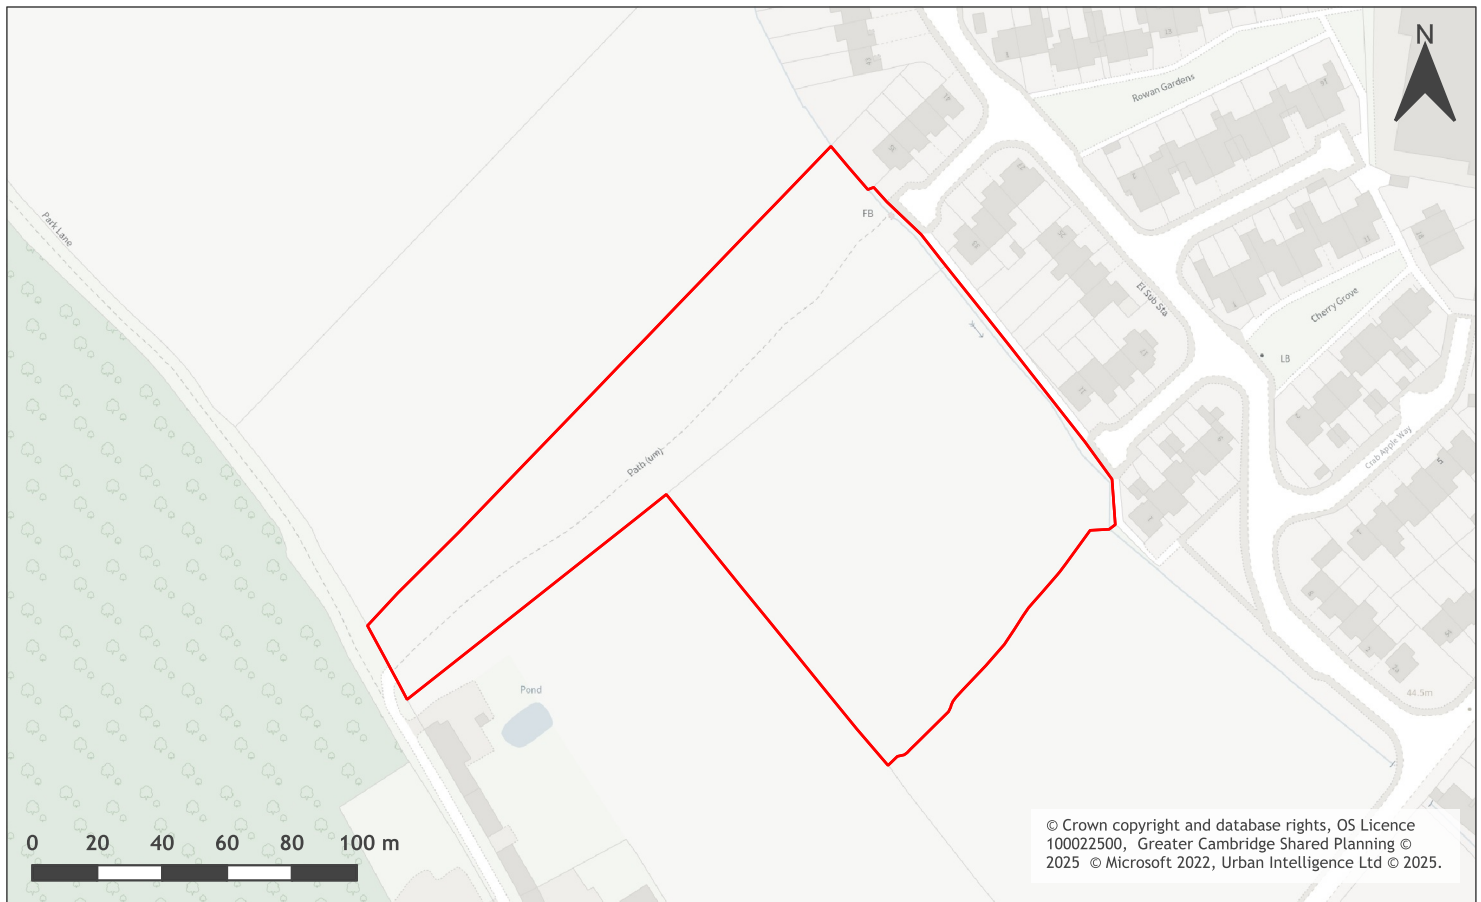 N
Rowan Gardens
Park Lane
FB
El Sub Sta
Cherry Grove
LB
Crab Apple Way
Path (um)
Pond
44.5m
0 20 40 60 80 100 m
© Crown copyright and database rights, OS Licence
100022500, Greater Cambridge Shared Planning ©
2025 © Microsoft 2022, Urban Intelligence Ltd © 2025.